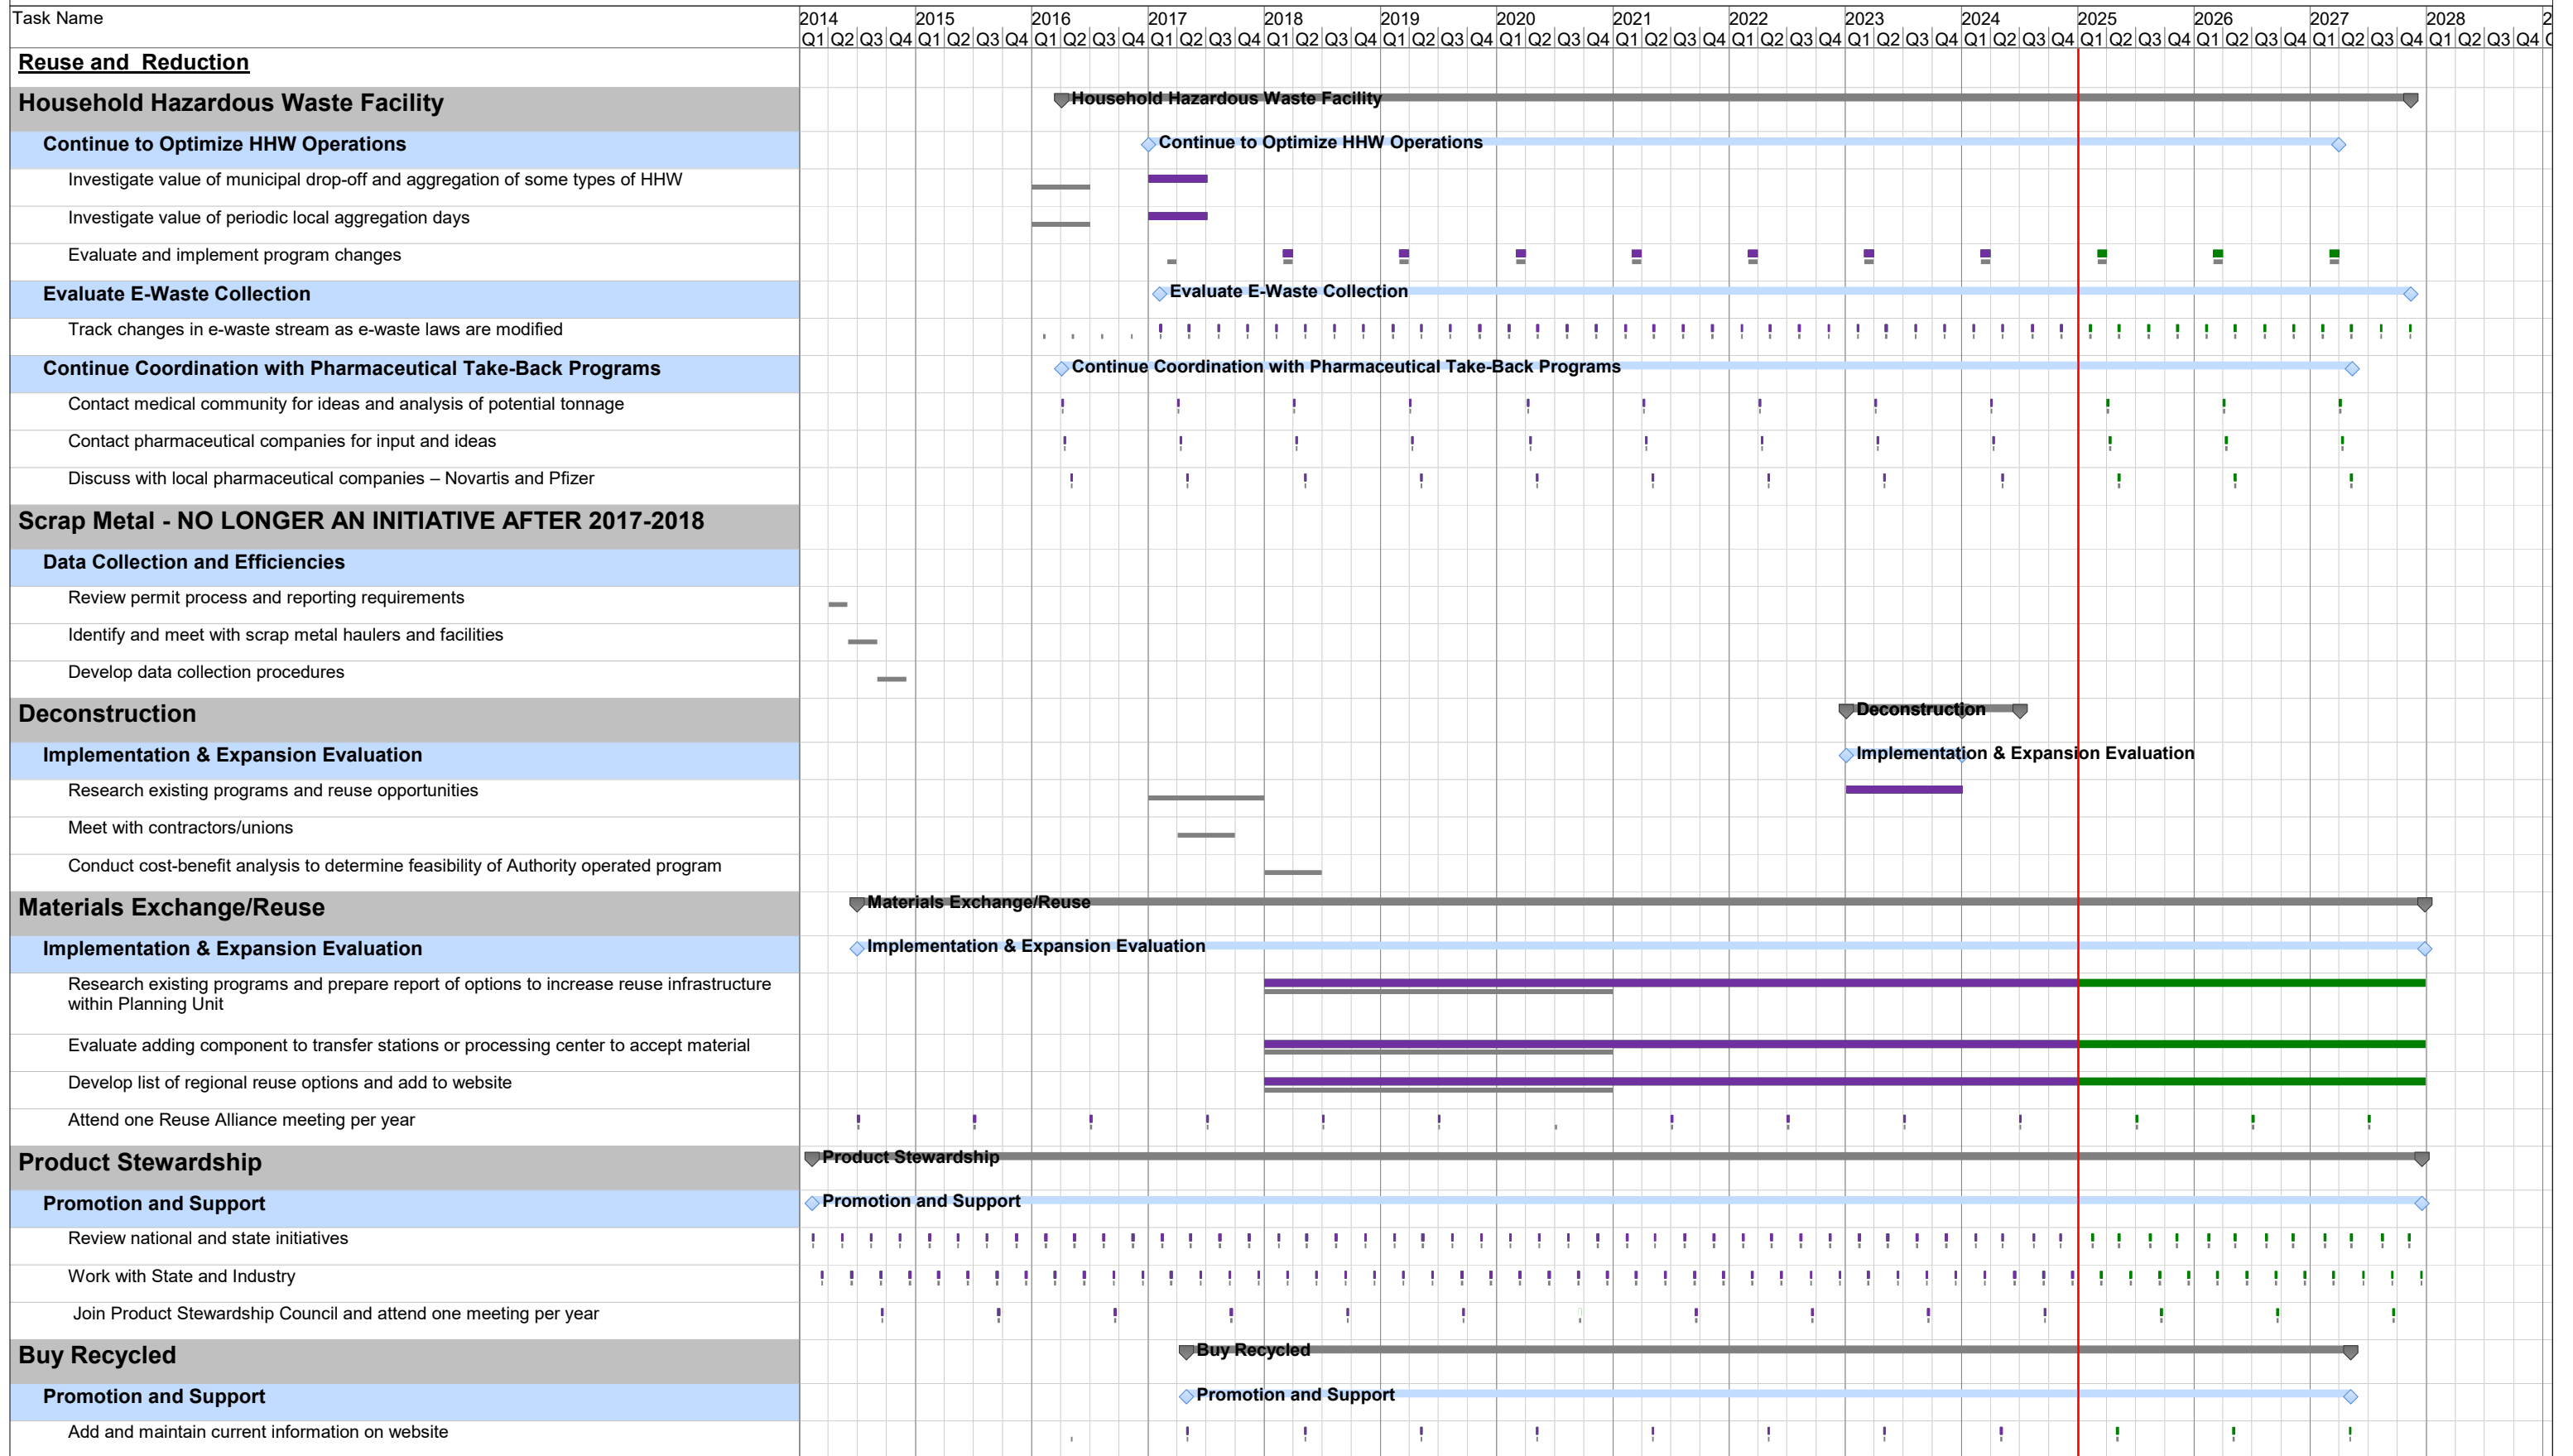 Task Name 2014 2015 2016 2017 2018 2019 2020 2021 2022 2023 2024 2025 2026 2027 2028 2
Q1 Q2 Q3 Q4 Q1 Q2 Q3 Q4 Q1 Q2 Q3 Q4 Q1 Q2 Q3 Q4 Q1 Q2 Q3 Q4 Q1 Q2 Q3 Q4 Q1 Q2 Q3 Q4 Q1 Q2 Q3 Q4 Q1 Q2 Q3 Q4 Q1 Q2 Q3 Q4 Q1 Q2 Q3 Q4 Q1 Q2 Q3 Q4 Q1 Q2 Q3 Q4 Q1 Q2 Q3 Q4 Q1 Q2 Q3 Q4
Reuse and Reduction
Household Hazardous Waste Facility Household Hazardous Waste Facility
Continue to Optimize HHW Operations Continue to Optimize HHW Operations
Investigate value of municipal drop-off and aggregation of some types of HHW
Investigate value of periodic local aggregation days
Evaluate and implement program changes
Evaluate E-Waste Collection Evaluate E-Waste Collection
Track changes in e-waste stream as e-waste laws are modified
Continue Coordination with Pharmaceutical Take-Back Programs Continue Coordination with Pharmaceutical Take-Back Programs
Contact medical community for ideas and analysis of potential tonnage
Contact pharmaceutical companies for input and ideas
Discuss with local pharmaceutical companies – Novartis and Pfizer
Scrap Metal - NO LONGER AN INITIATIVE AFTER 2017-2018
Data Collection and Efficiencies
Review permit process and reporting requirements
Identify and meet with scrap metal haulers and facilities
Develop data collection procedures
Deconstruction Deconstruction
Implementation & Expansion Evaluation Implementation & Expansion Evaluation
Research existing programs and reuse opportunities
Meet with contractors/unions
Conduct cost-benefit analysis to determine feasibility of Authority operated program
Materials Exchange/Reuse Materials Exchange/Reuse
Implementation & Expansion Evaluation Implementation & Expansion Evaluation
Research existing programs and prepare report of options to increase reuse infrastructure
within Planning Unit
Evaluate adding component to transfer stations or processing center to accept material
Develop list of regional reuse options and add to website
Attend one Reuse Alliance meeting per year
Product Stewardship Product Stewardship
Promotion and Support Promotion and Support
Review national and state initiatives
Work with State and Industry
Join Product Stewardship Council and attend one meeting per year
Buy Recycled Buy Recycled
Promotion and Support Promotion and Support
Add and maintain current information on website